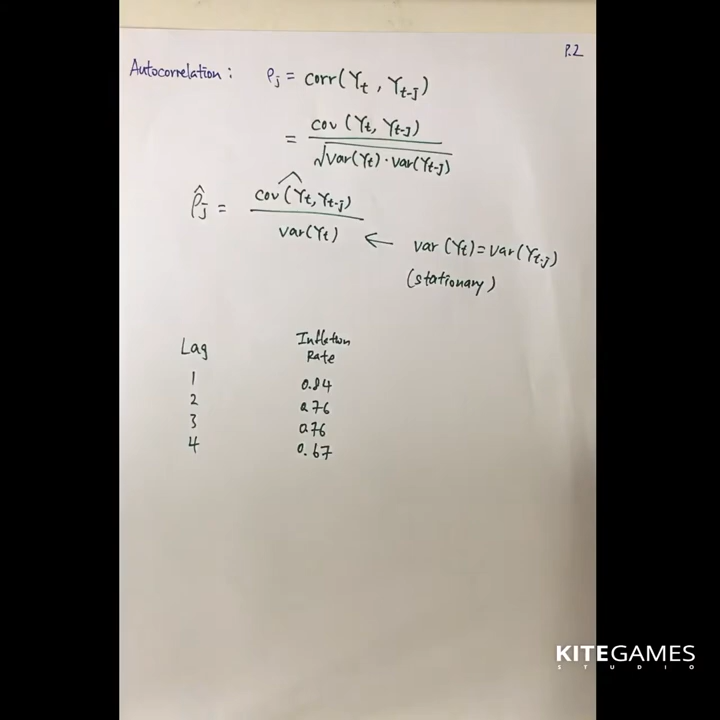 P.2
Autocorrelation : ρj = corr(Yt, Yt-j)
= cov(Yt, Yt-j) / √var(Yt)·var(Yt-j)
ρ̂j = cov(Yt, Yt-j) / var(Yt) ← var(Yt)=var(Yt-j)
(stationary)
Lag Inflation Rate
1 0.84
2 0.76
3 0.76
4 0.67
KITEGAMES
STUDIO